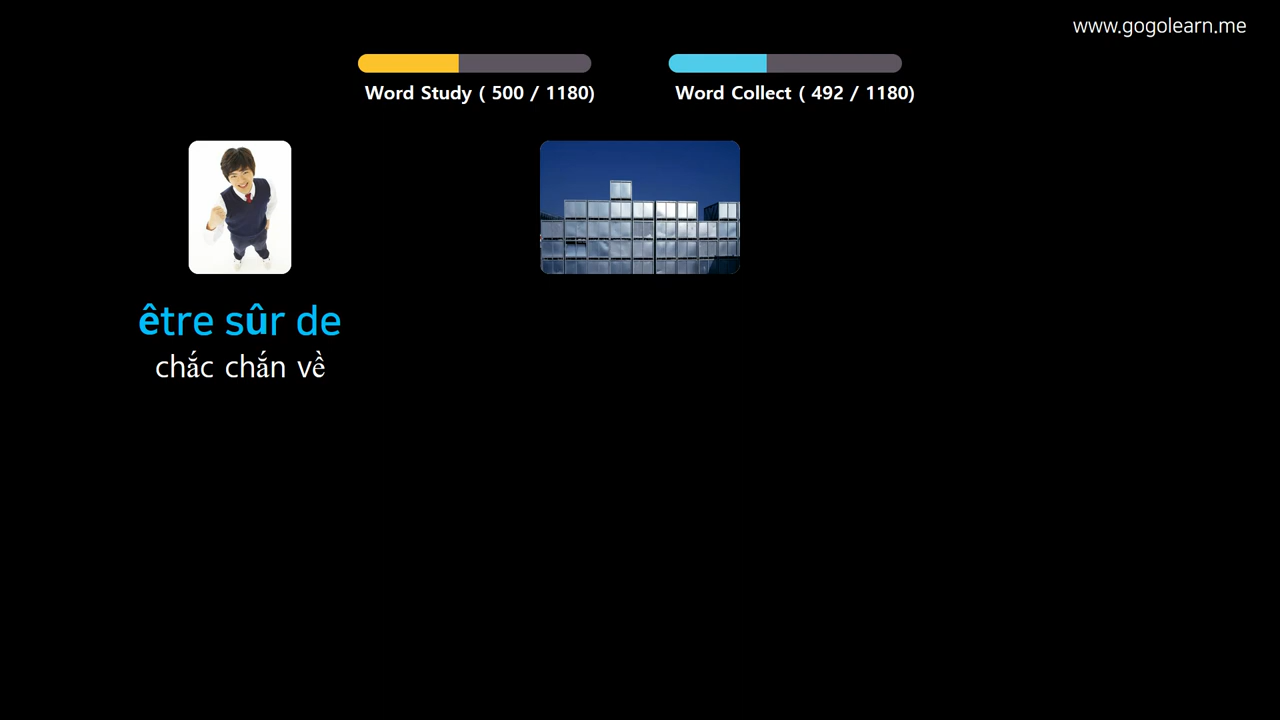 www.gogolearn.me
Word Study ( 500 / 1180)
Word Collect ( 492 / 1180)
être sûr de
chắc chắn về